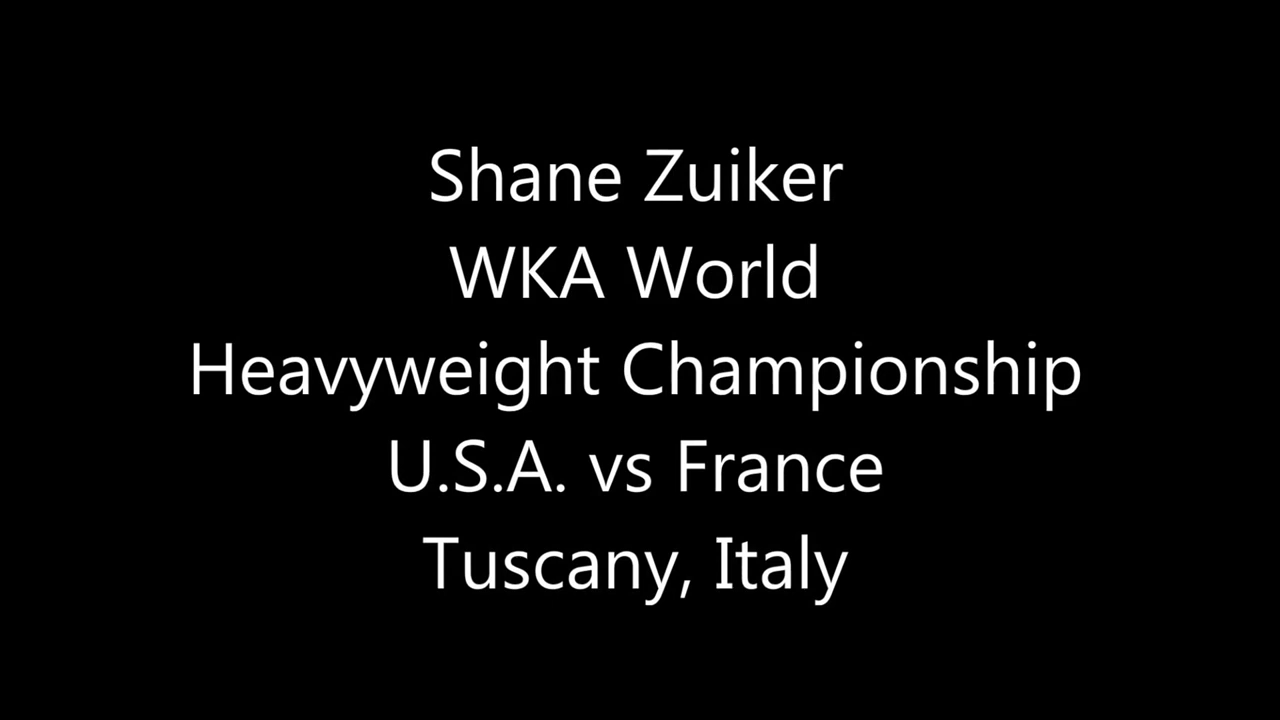 Shane Zuiker
WKA World
Heavyweight Championship
U.S.A. vs France
Tuscany, Italy